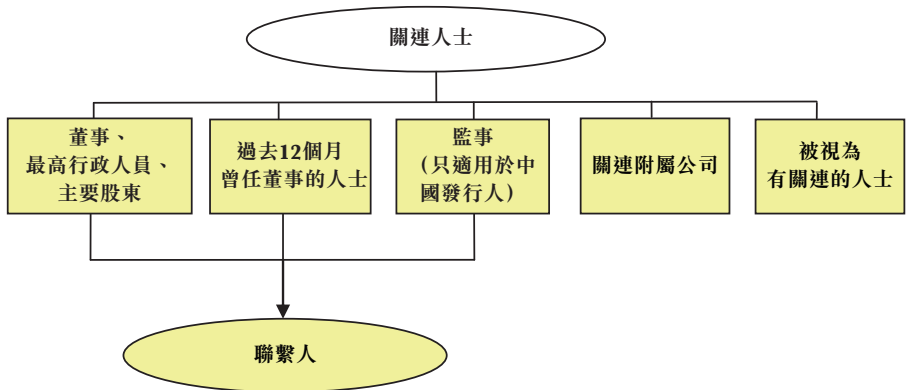 關連人士
董事、
最高行政人員、
主要股東
過去12個月
曾任董事的人士
監事
（只適用於中
國發行人）
關連附屬公司
被視為
有關連的人士
聯繫人